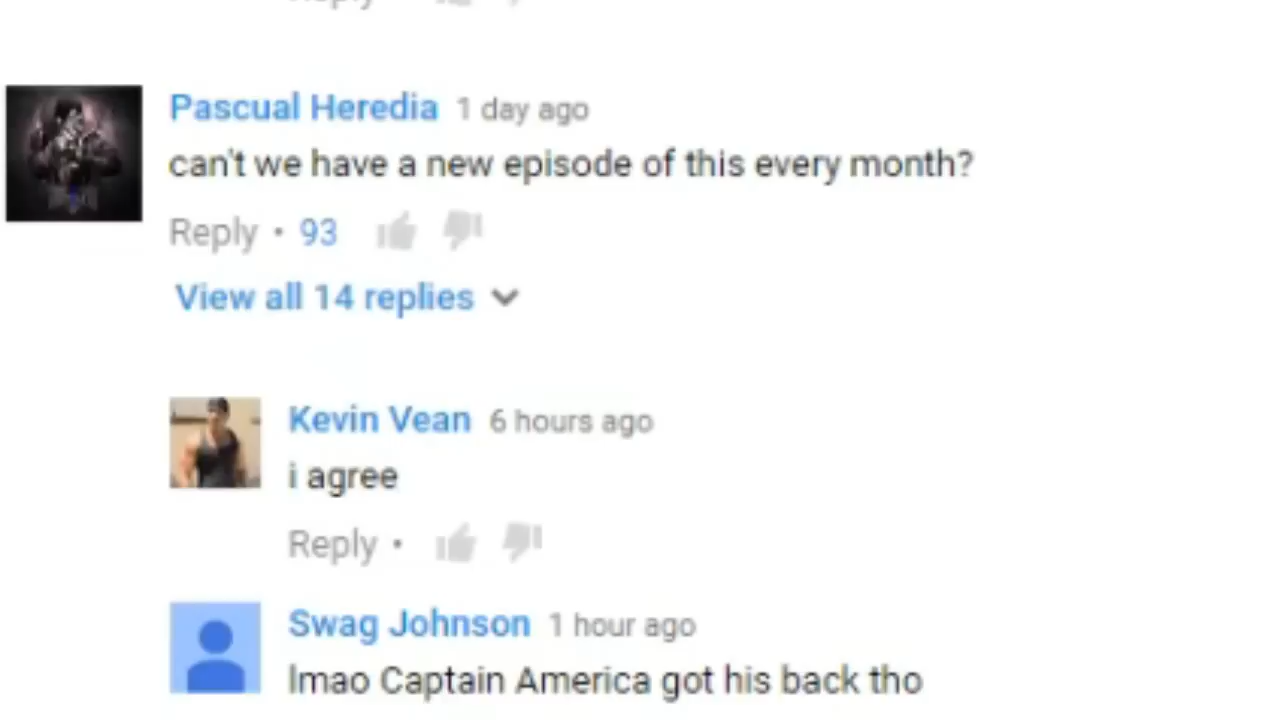 Reply
Pascual Heredia 1 day ago
can't we have a new episode of this every month?
Reply • 93
View all 14 replies
Kevin Vean 6 hours ago
i agree
Reply •
Swag Johnson 1 hour ago
lmao Captain America got his back tho